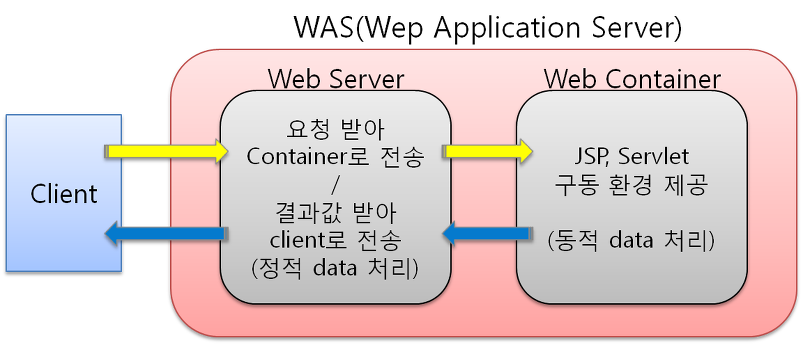 WAS(Wep Application Server)
Web Server
Web Container
Client
요청 받아
Container로 전송
/
결과값 받아
client로 전송
(정적 data 처리)
JSP, Servlet
구동 환경 제공
(동적 data 처리)